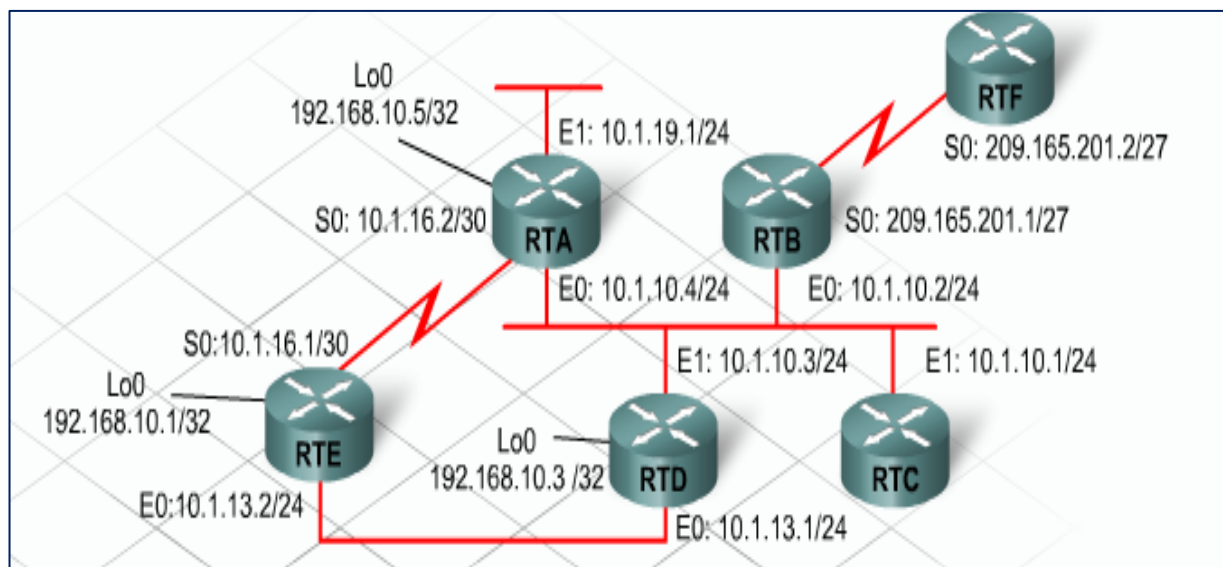 Lo0
192.168.10.5/32
E1: 10.1.19.1/24
RTF
S0: 209.165.201.2/27
S0: 10.1.16.2/30
RTA
RTB
S0: 209.165.201.1/27
E0: 10.1.10.4/24
E0: 10.1.10.2/24
S0:10.1.16.1/30
E1: 10.1.10.3/24
E1: 10.1.10.1/24
Lo0
192.168.10.1/32
RTE
Lo0
192.168.10.3 /32
RTD
RTC
E0:10.1.13.2/24
E0: 10.1.13.1/24